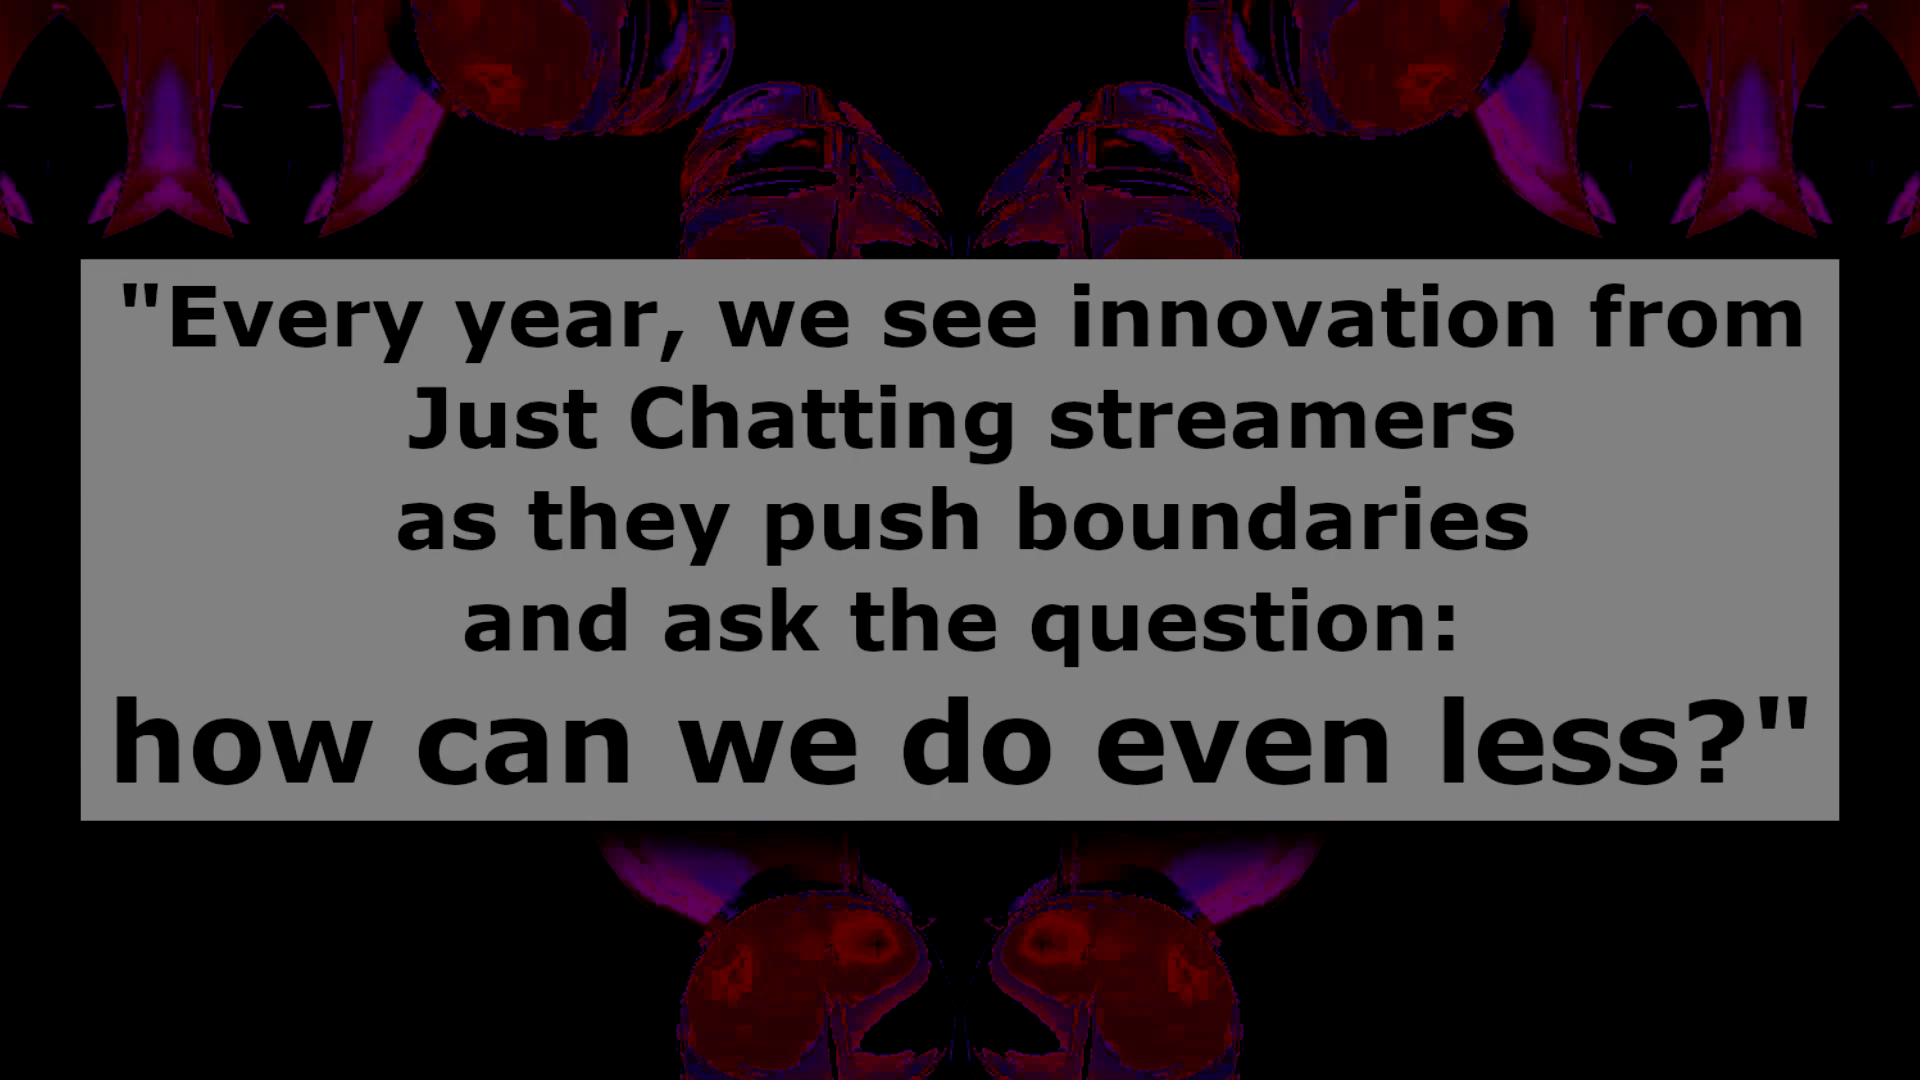 "Every year, we see innovation from
Just Chatting streamers
as they push boundaries
and ask the question:
how can we do even less?"